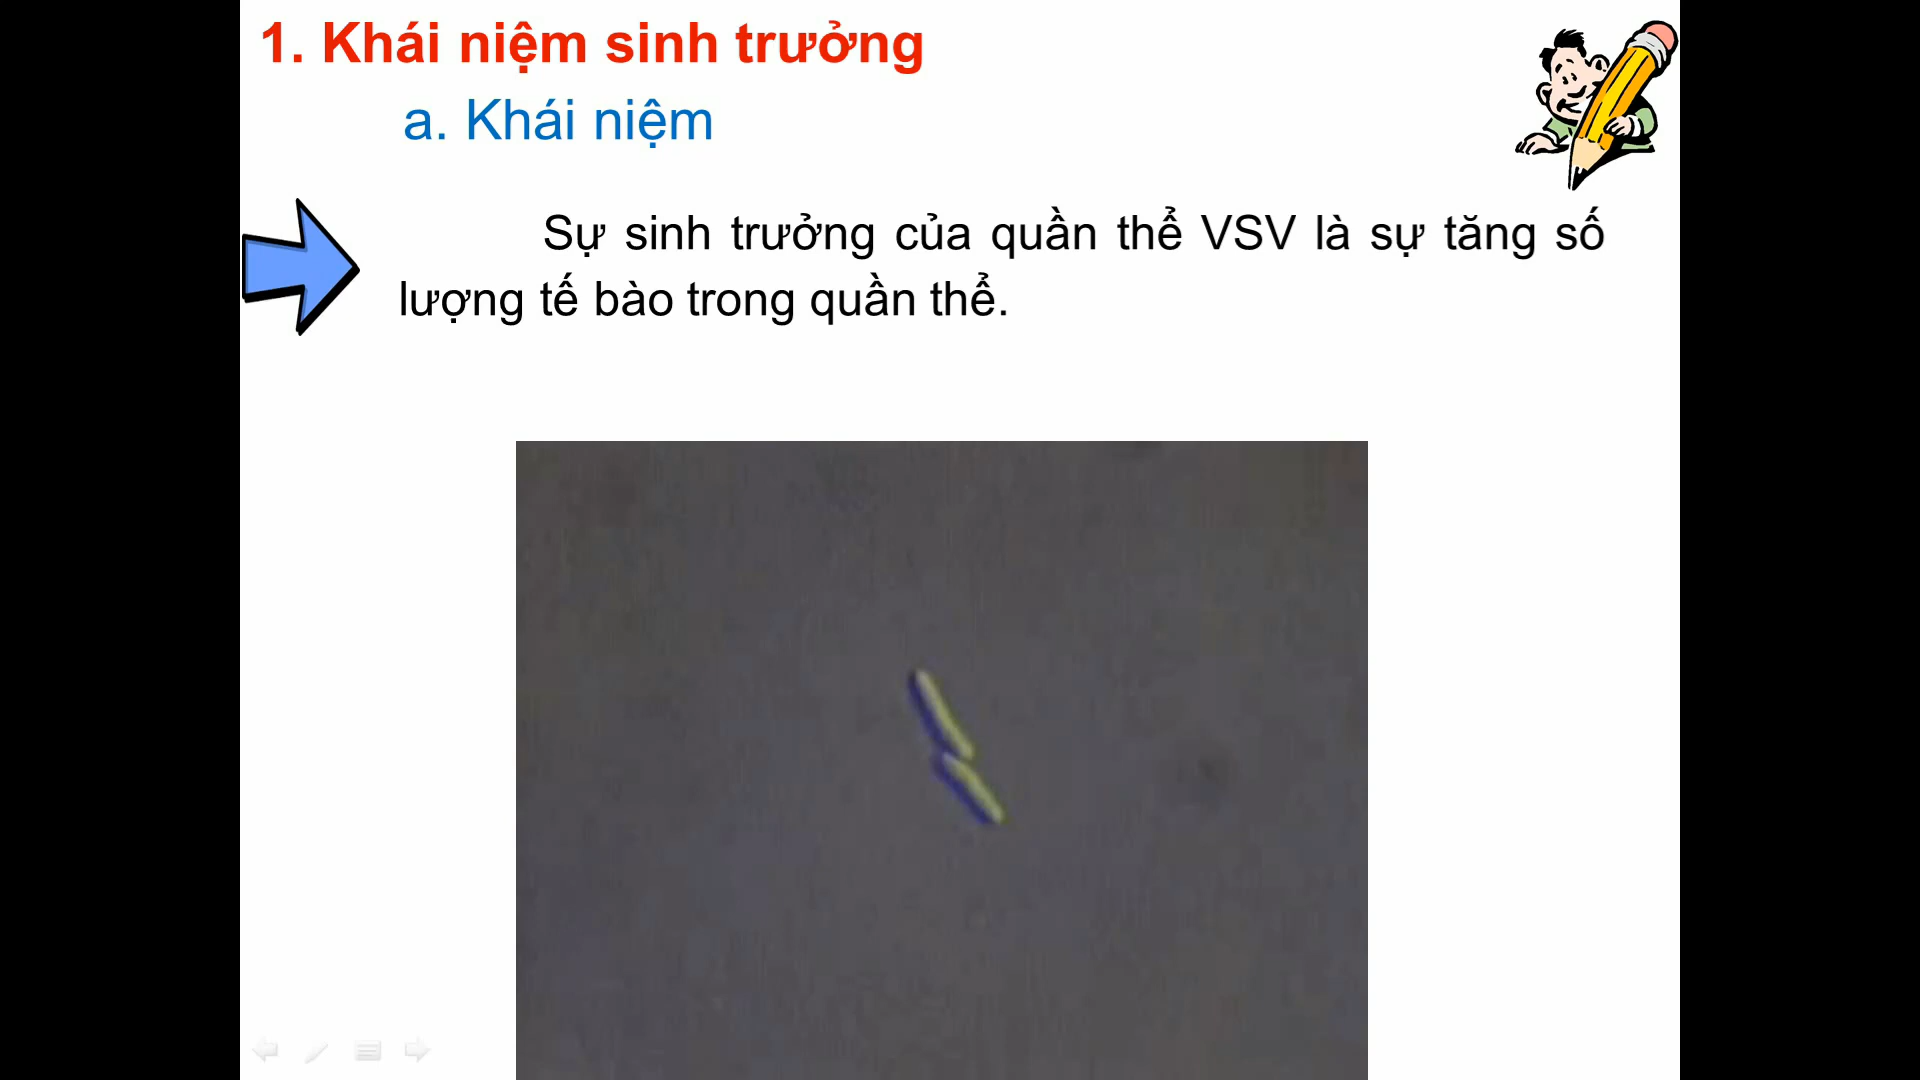 1. Khái niệm sinh trưởng
a. Khái niệm
Sự sinh trưởng của quần thể VSV là sự tăng số
lượng tế bào trong quần thể.